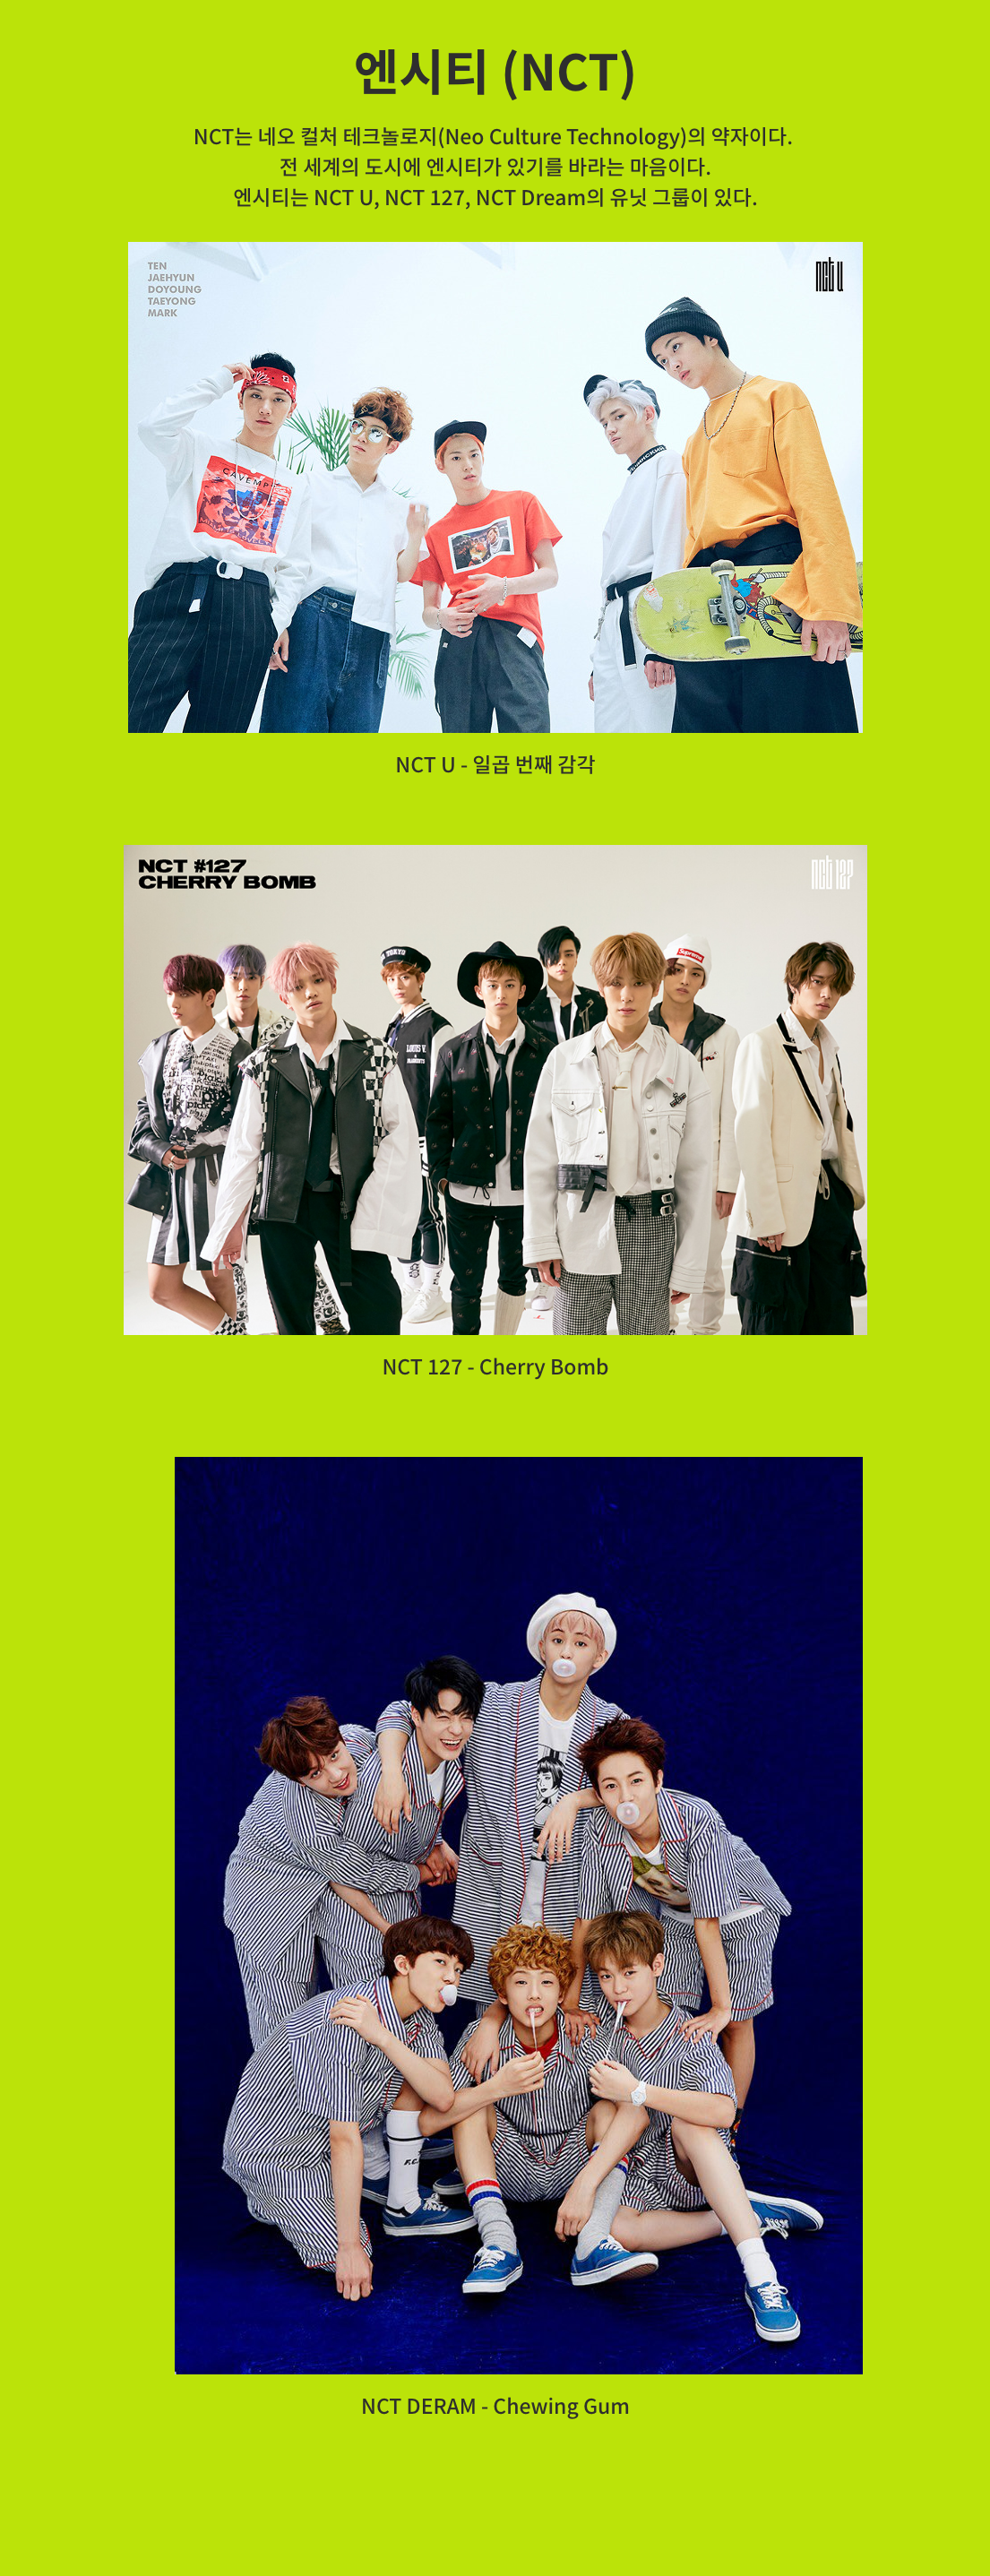 엔시티 (NCT)
NCT는 네오 컬처 테크놀로지(Neo Culture Technology)의 약자이다.
전 세계의 도시에 엔시티가 있기를 바라는 마음이다.
엔시티는 NCT U, NCT 127, NCT Dream의 유닛 그룹이 있다.
TEN
JAEHYUN
DOYOUNG
TAEYONG
MARK
nct u
CAVEMPT
NCT U - 일곱 번째 감각
NCT #127
CHERRY BOMB
nct 127
TOKYO
Supreme
LOUIS V.
NCT 127 - Cherry Bomb
NCT DERAM - Chewing Gum